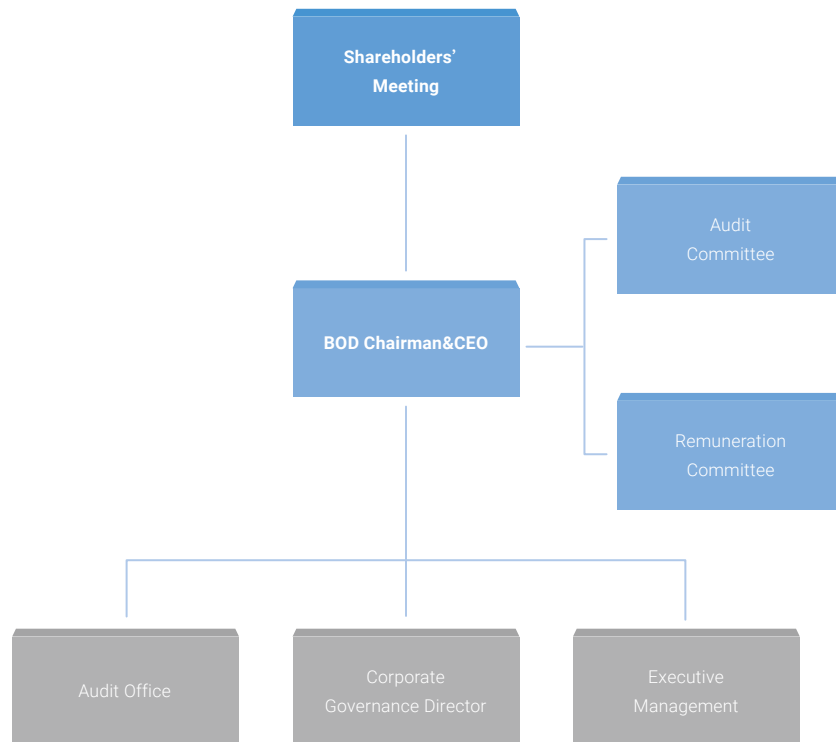 Shareholders’
Meeting
Audit
Committee
BOD Chairman&CEO
Remuneration
Committee
Audit Office
Corporate
Governance Director
Executive
Management